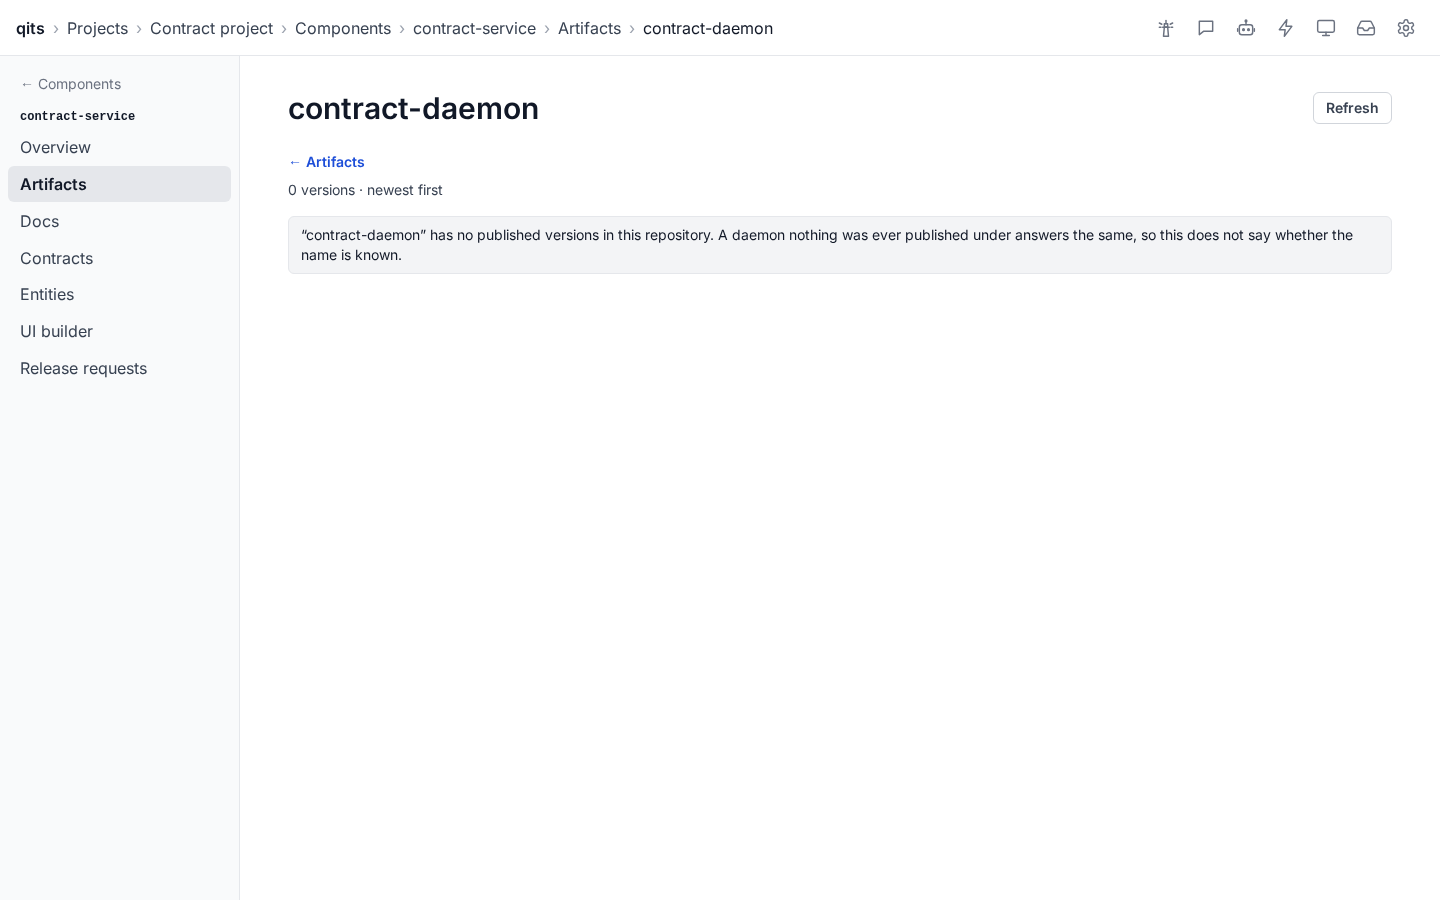 qits › Projects › Contract project › Components › contract-service › Artifacts › contract-daemon
← Components
contract-service
Overview
Artifacts
Docs
Contracts
Entities
UI builder
Release requests
contract-daemon
Refresh
← Artifacts
0 versions · newest first
“contract-daemon” has no published versions in this repository. A daemon nothing was ever published under answers the same, so this does not say whether the
name is known.